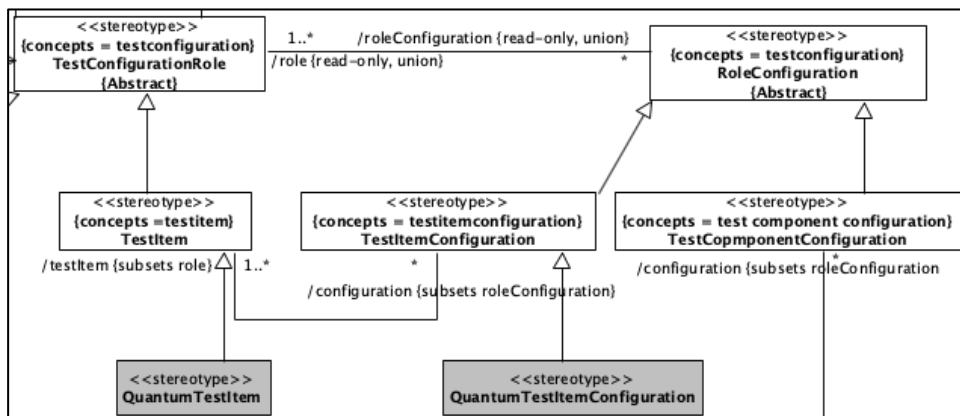 <<stereotype>>
{concepts = testconfiguration}
TestConfigurationRole
{Abstract}
1..*
/roleConfiguration {read-only, union}
/role {read-only, union}
*
<<stereotype>>
{concepts = testconfiguration}
RoleConfiguration
{Abstract}
<<stereotype>>
{concepts =testitem}
TestItem
<<stereotype>>
{concepts = testitemconfiguration}
TestItemConfiguration
<<stereotype>>
{concepts = test component configuration}
TestCopmponentConfiguration
/testItem {subsets role}
1..*
*
/configuration {subsets roleConfiguration}
*
/configuration {subsets roleConfiguration
<<stereotype>>
QuantumTestItem
<<stereotype>>
QuantumTestItemConfiguration